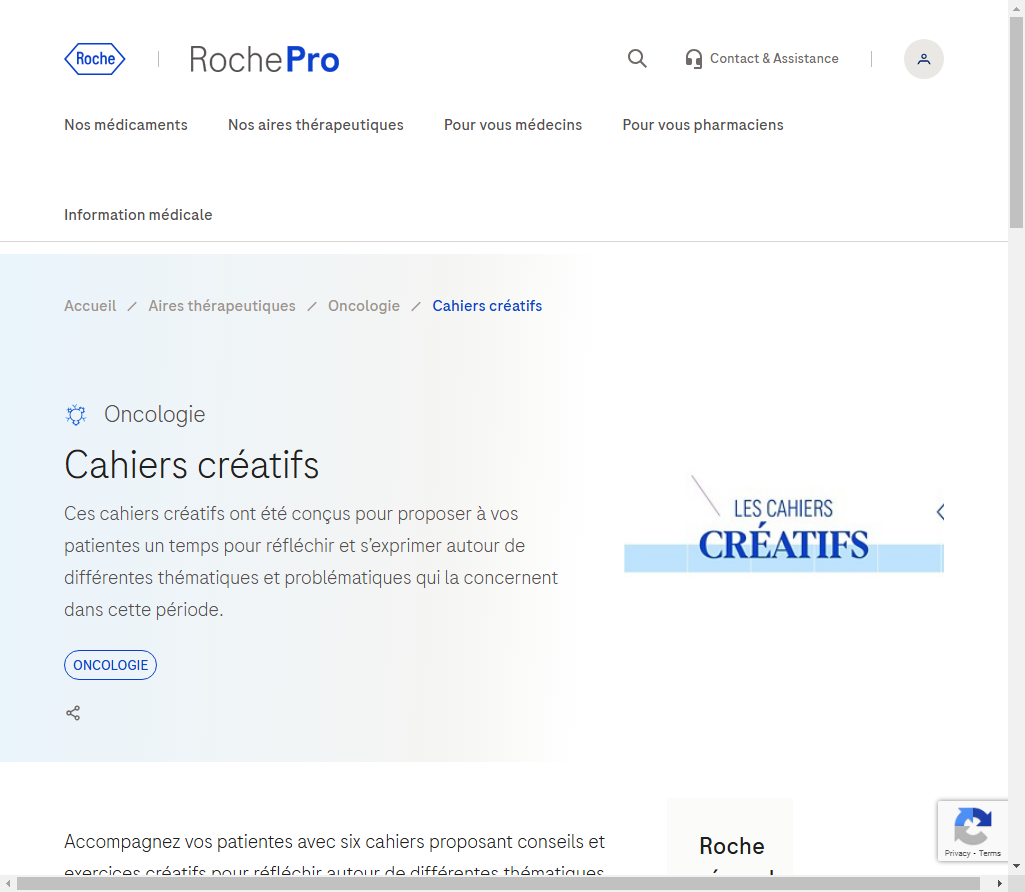 Roche
RochePro
Contact & Assistance
Nos médicaments
Nos aires thérapeutiques
Pour vous médecins
Pour vous pharmaciens
Information médicale
Accueil / Aires thérapeutiques / Oncologie / Cahiers créatifs
Oncologie
Cahiers créatifs
Ces cahiers créatifs ont été conçus pour proposer à vos
patientes un temps pour réfléchir et s’exprimer autour de
différentes thématiques et problématiques qui la concernent
dans cette période.
LES CAHIERS
CRÉATIFS
ONCOLOGIE
Accompagnez vos patientes avec six cahiers proposant conseils et
exercices créatifs pour réfléchir autour de différentes thématiques
Roche
Privacy - Terms